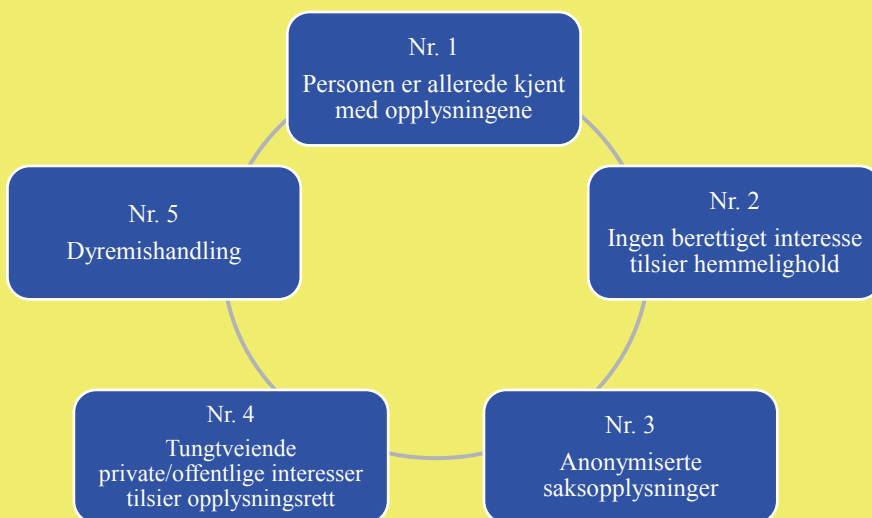 Nr. 1
Personen er allerede kjent
med opplysningene
Nr. 2
Ingen berettiget interesse
tilsier hemmelighold
Nr. 3
Anonymiserte
saksopplysninger
Nr. 4
Tungtveiende
private/offentlige interesser
tilsier opplysningsrett
Nr. 5
Dyremishandling